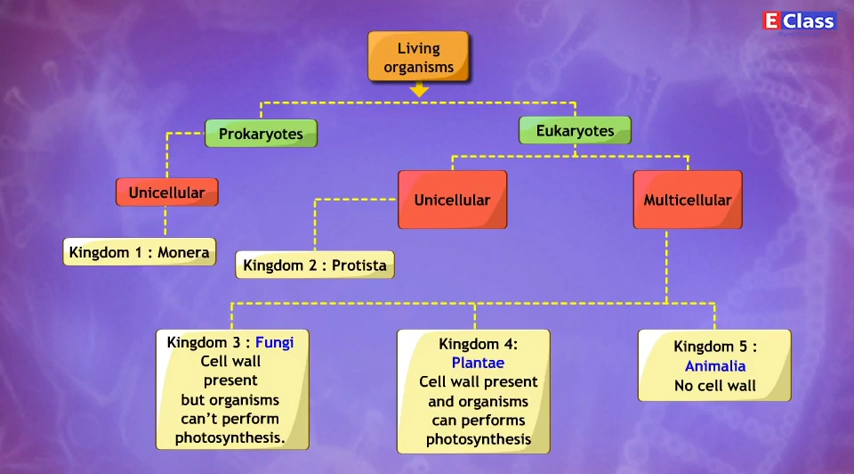 E Class
Living
organisms
Prokaryotes
Eukaryotes
Unicellular
Unicellular
Multicellular
Kingdom 1 : Monera
Kingdom 2 : Protista
Kingdom 3 : Fungi
Cell wall
present
but organisms
can't perform
photosynthesis.
Kingdom 4:
Plantae
Cell wall present
and organisms
can performs
photosynthesis
Kingdom 5 :
Animalia
No cell wall